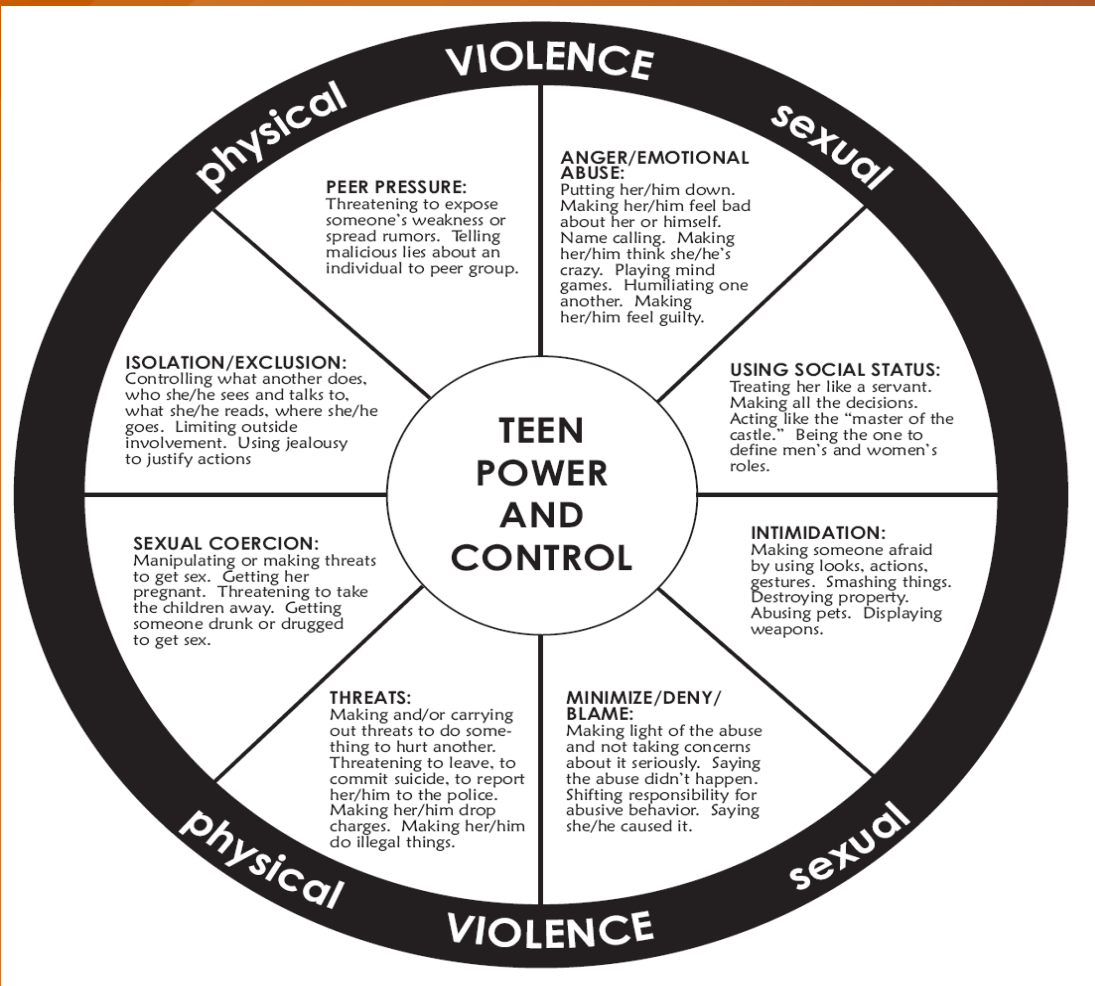 VIOLENCE
physical
sexual
PEER PRESSURE:
Threatening to expose
someone's weakness or
spread rumors.  Telling
malicious lies about an
individual to peer group.
ANGER/EMOTIONAL
ABUSE:
Putting her/him down.
Making her/him feel bad
about her or himself.
Name calling.  Making
her/him think she/he's
crazy.  Playing mind
games.  Humiliating one
another.  Making
her/him feel guilty.
ISOLATION/EXCLUSION:
Controlling what another does,
who she/he sees and talks to,
what she/he reads, where she/he
goes.  Limiting outside
involvement.  Using jealousy
to justify actions
USING SOCIAL STATUS:
Treating her like a servant.
Making all the decisions.
Acting like the “master of the
castle.”  Being the one to
define men's and women's
roles.
TEEN
POWER
AND
CONTROL
SEXUAL COERCION:
Manipulating or making threats
to get sex.  Getting her
pregnant.  Threatening to take
the children away.  Getting
someone drunk or drugged
to get sex.
INTIMIDATION:
Making someone afraid
by using looks, actions,
gestures.  Smashing things.
Destroying property.
Abusing pets.  Displaying
weapons.
THREATS:
Making and/or carrying
out threats to do some-
thing to hurt another.
Threatening to leave, to
commit suicide, to report
her/him to the police.
Making her/him drop
charges.  Making her/him
do illegal things.
MINIMIZE/DENY/
BLAME:
Making light of the abuse
and not taking concerns
about it seriously.  Saying
the abuse didn't happen.
Shifting responsibility for
abusive behavior.  Saying
she/he caused it.
physical
sexual
VIOLENCE